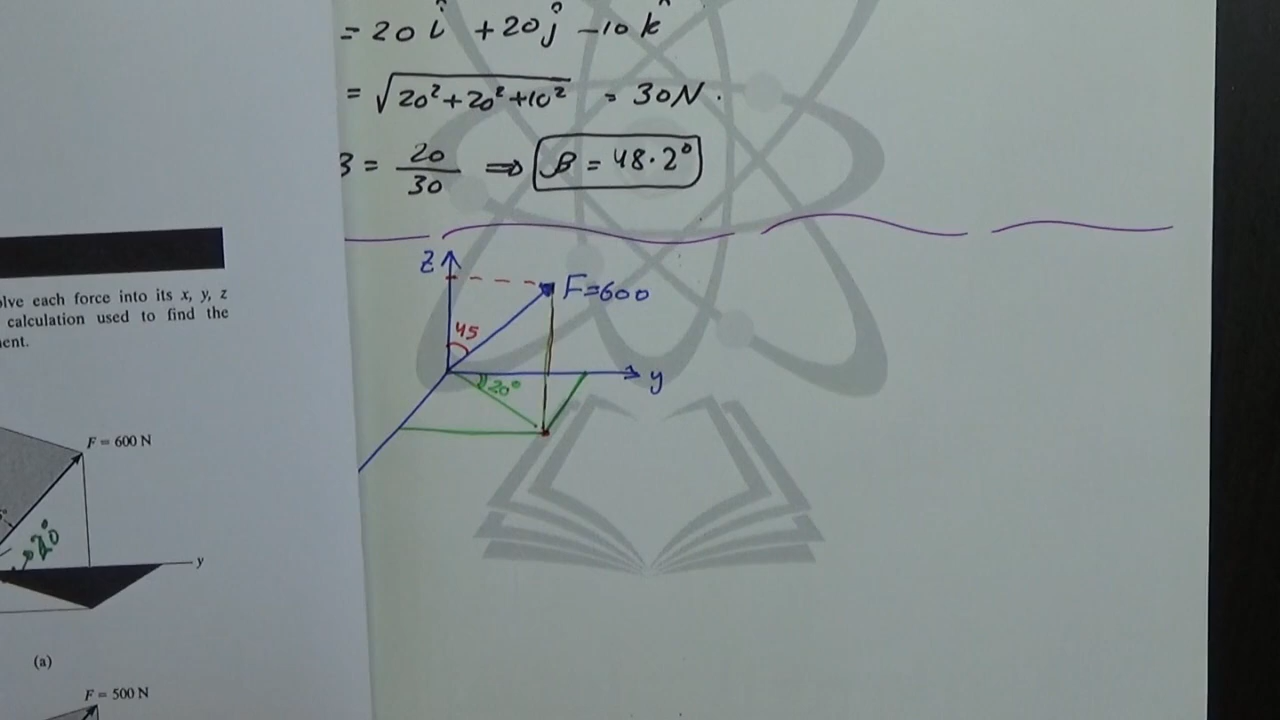 = 20 î + 20 ĵ - 10 k̂
= √20²+20²+10² = 30N.
β = 20/30 ⇒ β = 48.2°
z
F=600
45
20°
y
olve each force into its x, y, z
calculation used to find the
ent.
F = 600 N
20°
y
(a)
F = 500 N